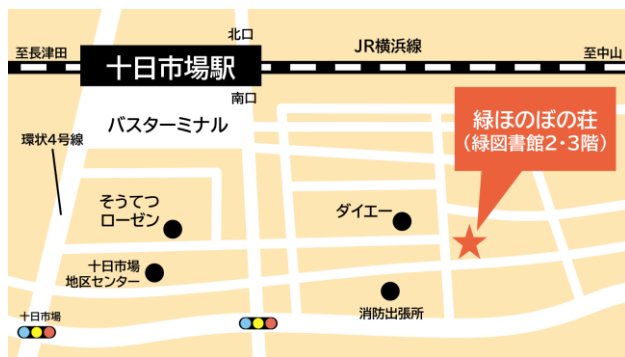 北口
至長津田
JR横浜線
至中山
十日市場駅
南口
バスターミナル
緑ほのぼの荘
(緑図書館2・3階)
環状4号線
そうてつ
ローゼン
ダイエー
十日市場
地区センター
消防出張所
十日市場